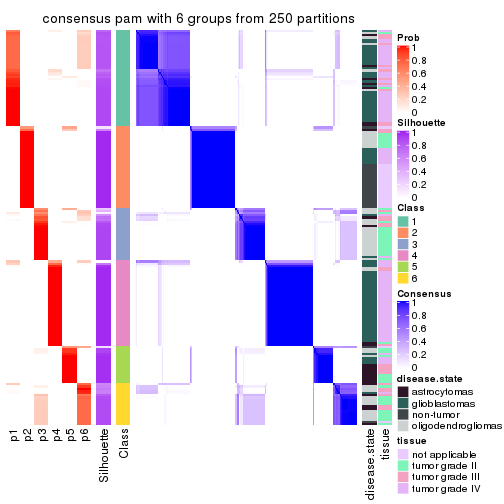 consensus pam with 6 groups from 250 partitions
p1
p2
p3
p4
p5
p6
Silhouette
Class
disease.state
tissue
Prob
1
0.8
0.6
0.4
0.2
0
Silhouette
1
0.8
0.6
0.4
0.2
0
Class
1
2
3
4
5
6
Consensus
1
0.8
0.6
0.4
0.2
0
disease.state
astrocytomas
glioblastomas
non-tumor
oligodendrogliomas
tissue
not applicable
tumor grade II
tumor grade III
tumor grade IV